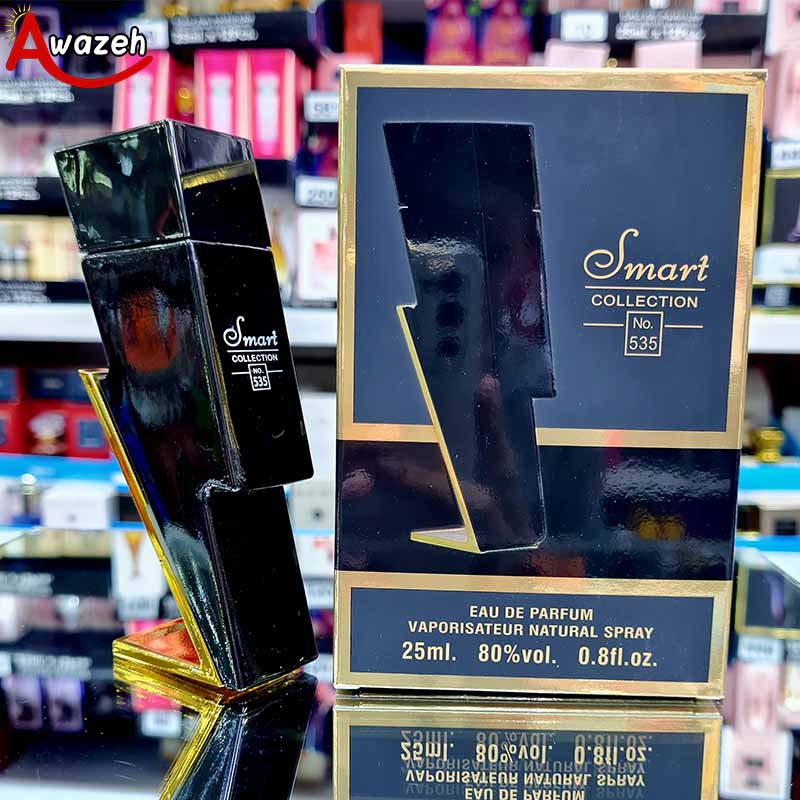 Awazeh
Smart
COLLECTION
No.
535
Smart
COLLECTION
No.
535
EAU DE PARFUM
VAPORISATEUR NATURAL SPRAY
25ml. 80%vol. 0.8fl.oz.